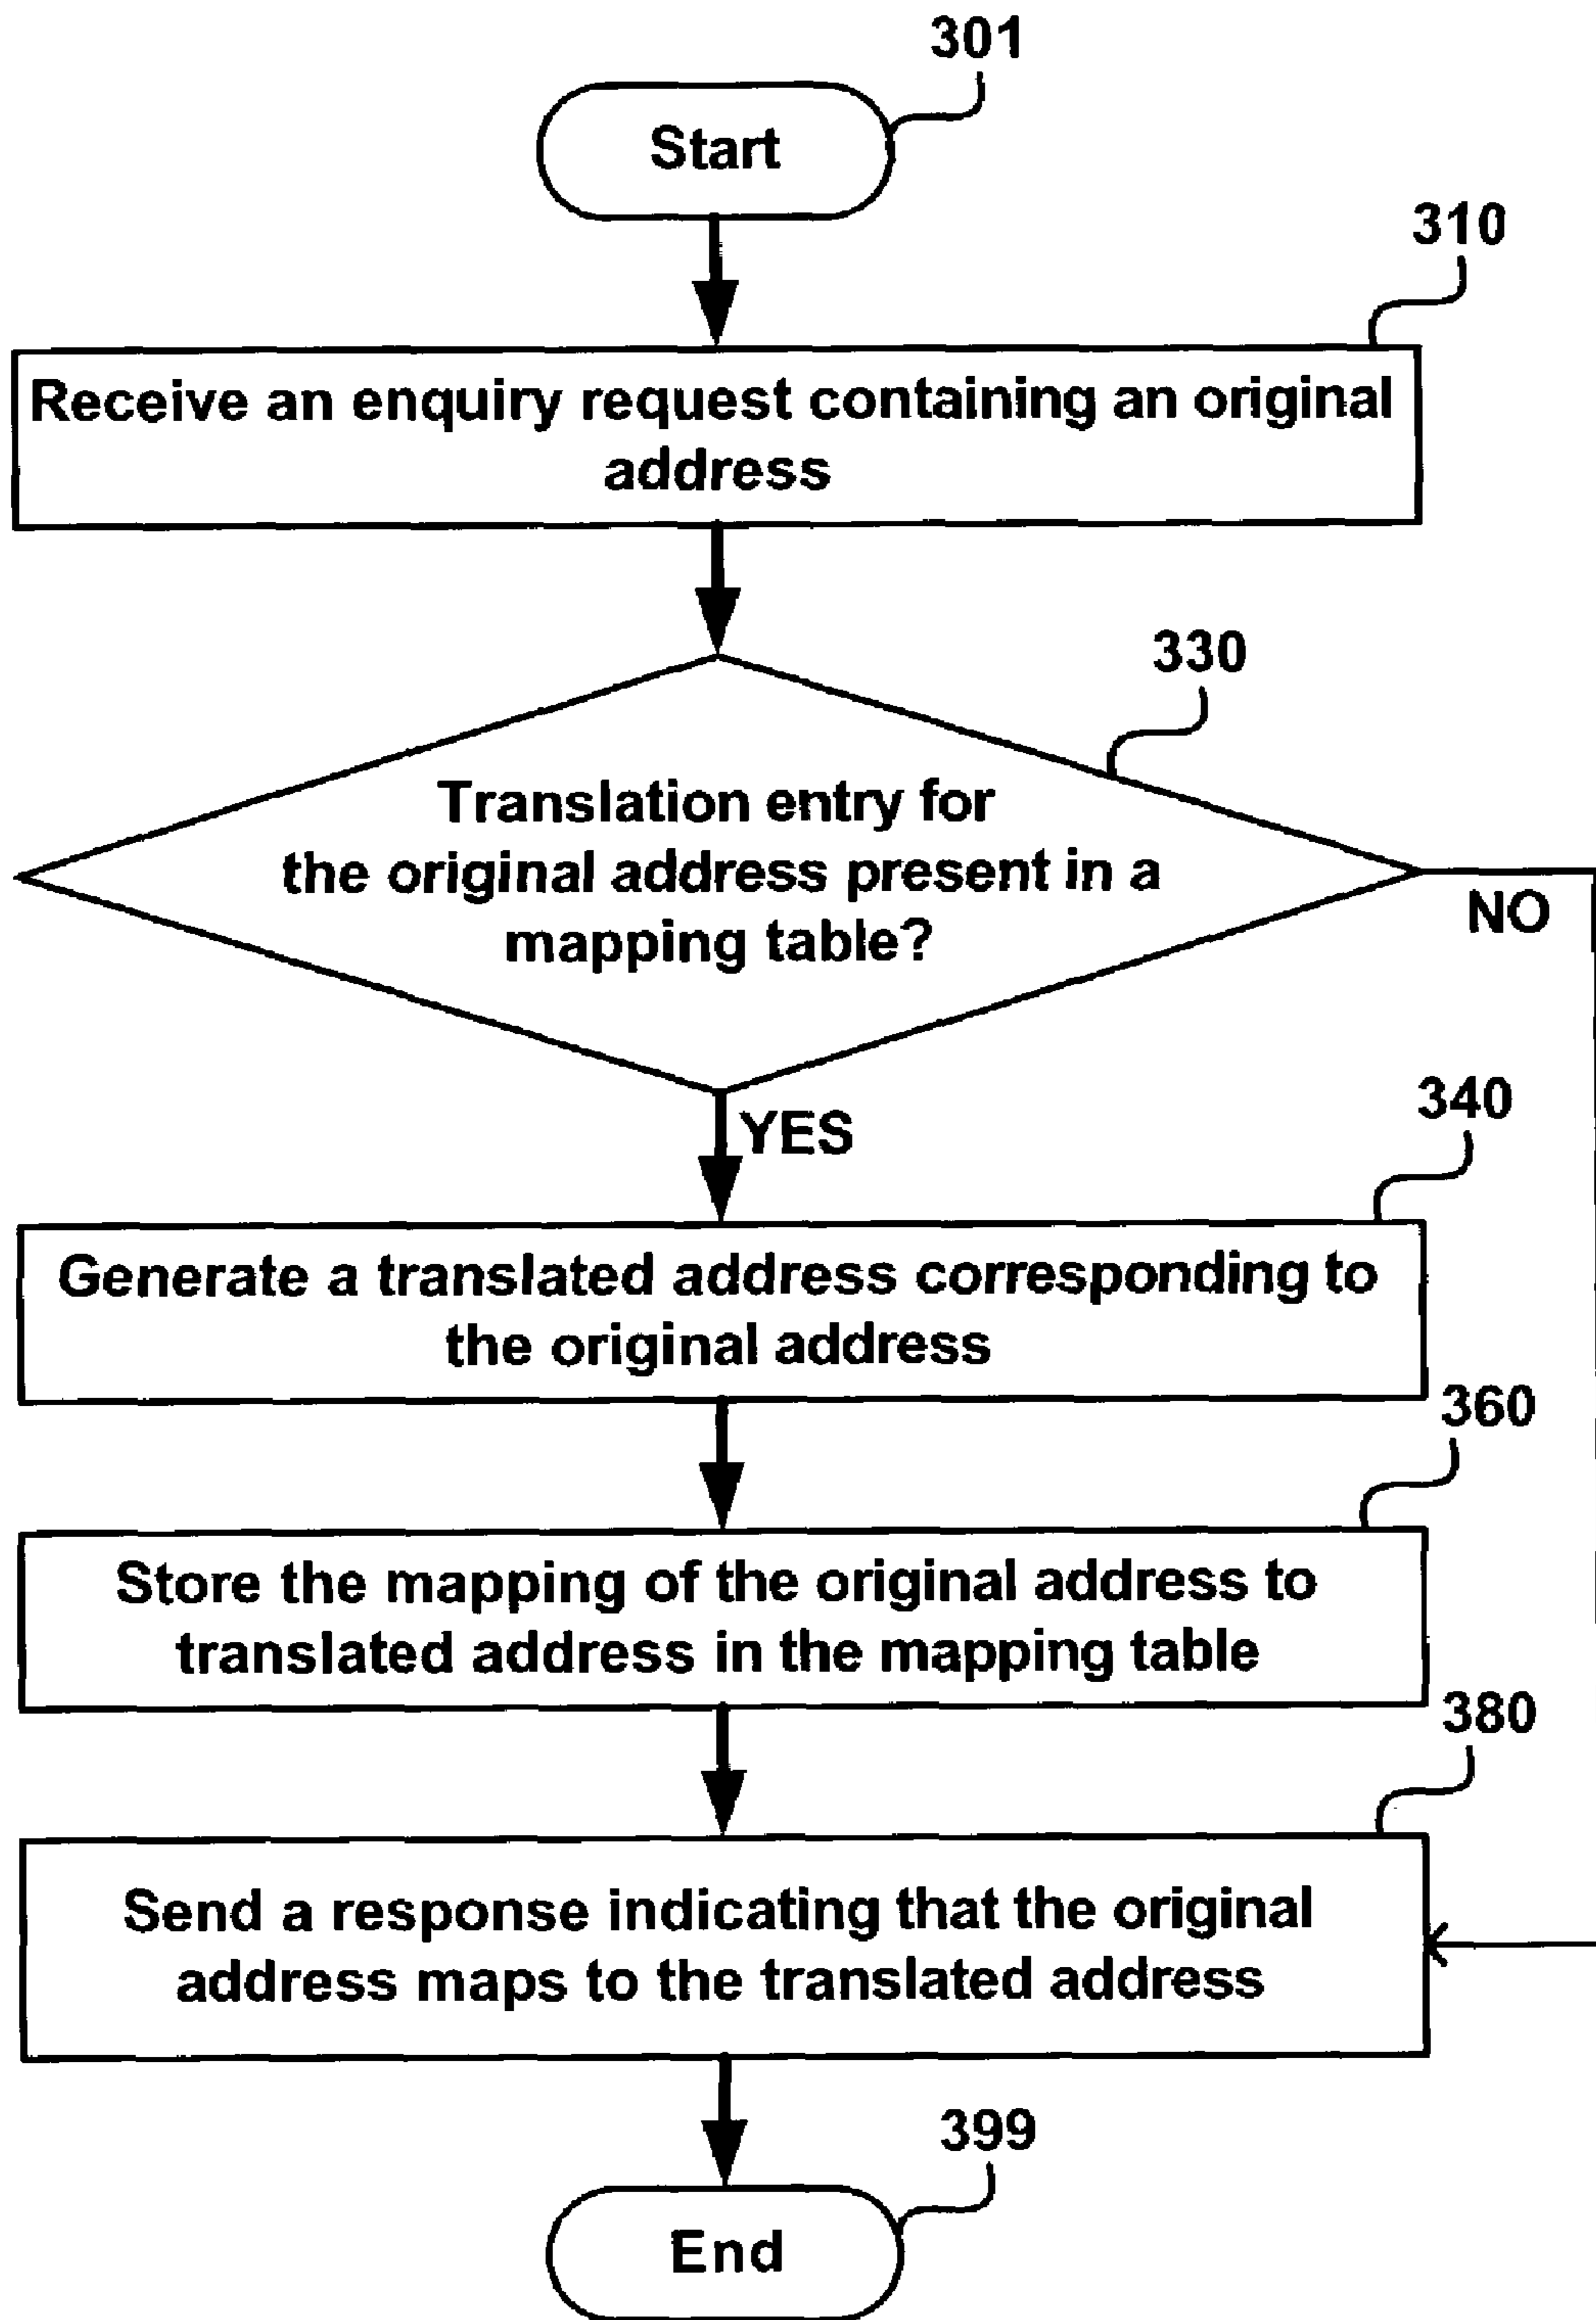 301
Start
310
Receive an enquiry request containing an original
address
330
Translation entry for
the original address present in a
mapping table?
NO
YES
340
Generate a translated address corresponding to
the original address
360
Store the mapping of the original address to
translated address in the mapping table
380
Send a response indicating that the original
address maps to the translated address
399
End